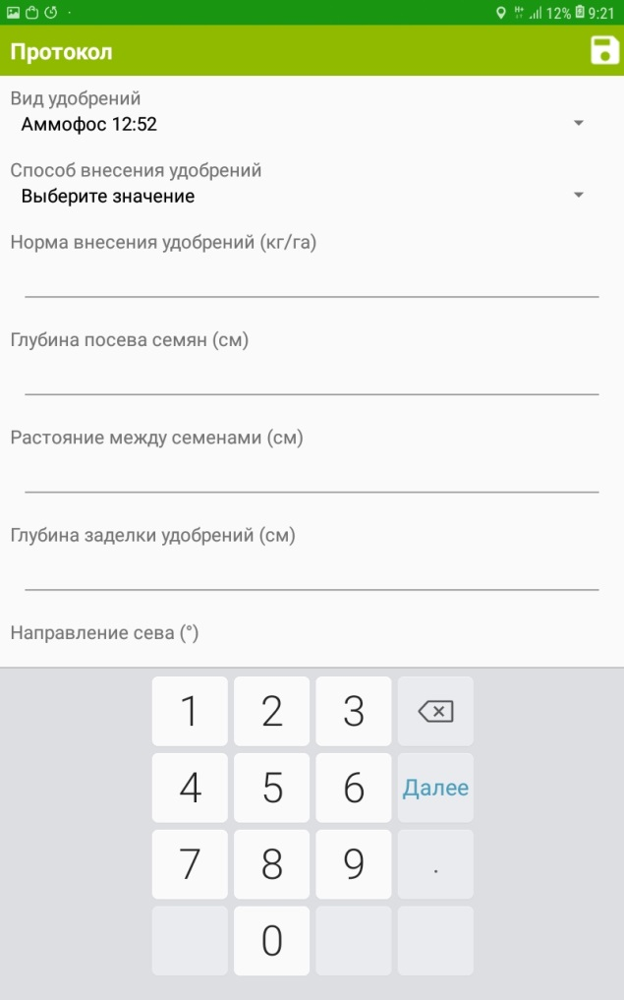 12% 9:21
Протокол
Вид удобрений
Аммофос 12:52
Способ внесения удобрений
Выберите значение
Норма внесения удобрений (кг/га)
Глубина посева семян (см)
Растояние между семенами (см)
Глубина заделки удобрений (см)
Направление сева (°)
1 2 3
4 5 6 Далее
7 8 9 .
0